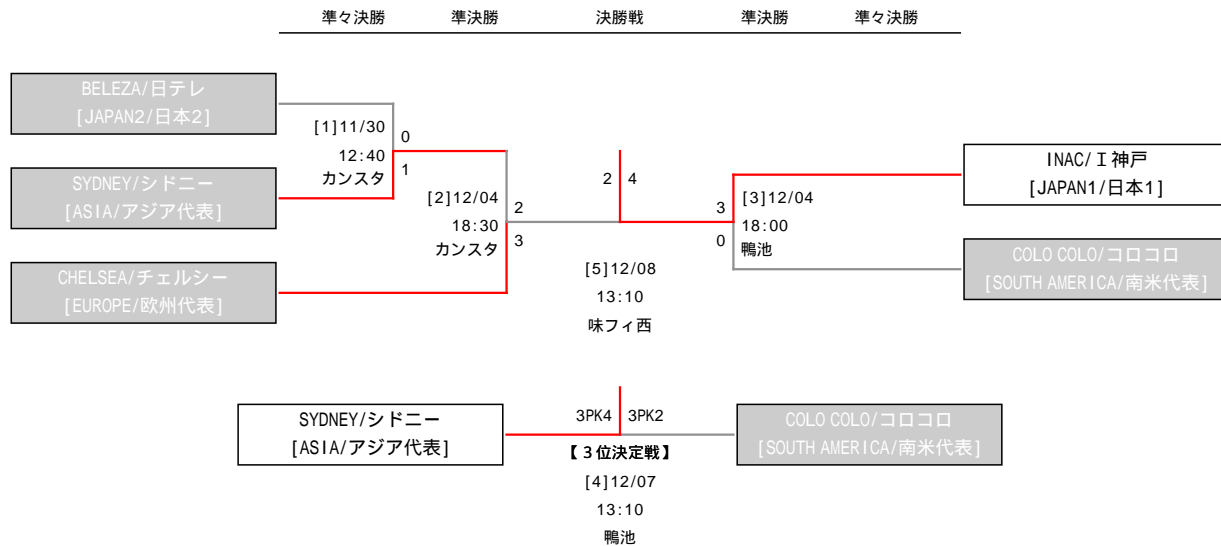 準々決勝 準決勝 決勝戦 準決勝 準々決勝
BELEZA/日テレ
[JAPAN2/日本2]
[1]11/30
12:40
カンスタ
0
1
SYDNEY/シドニー
[ASIA/アジア代表]
[2]12/04
18:30
カンスタ
2
3
CHELSEA/チェルシー
[EUROPE/欧州代表]
2 4
[5]12/08
13:10
味フィ西
3
0
[3]12/04
18:00
鴨池
INAC/Ｉ神戸
[JAPAN1/日本1]
COLO COLO/コロコロ
[SOUTH AMERICA/南米代表]
SYDNEY/シドニー
[ASIA/アジア代表]
3PK4 3PK2
【３位決定戦】
[4]12/07
13:10
鴨池
COLO COLO/コロコロ
[SOUTH AMERICA/南米代表]